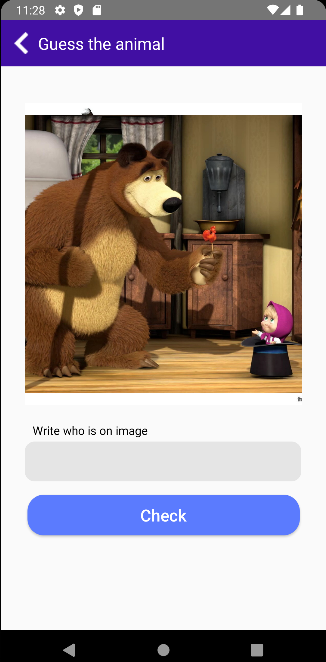 11:28
Guess the animal
Write who is on image
Check